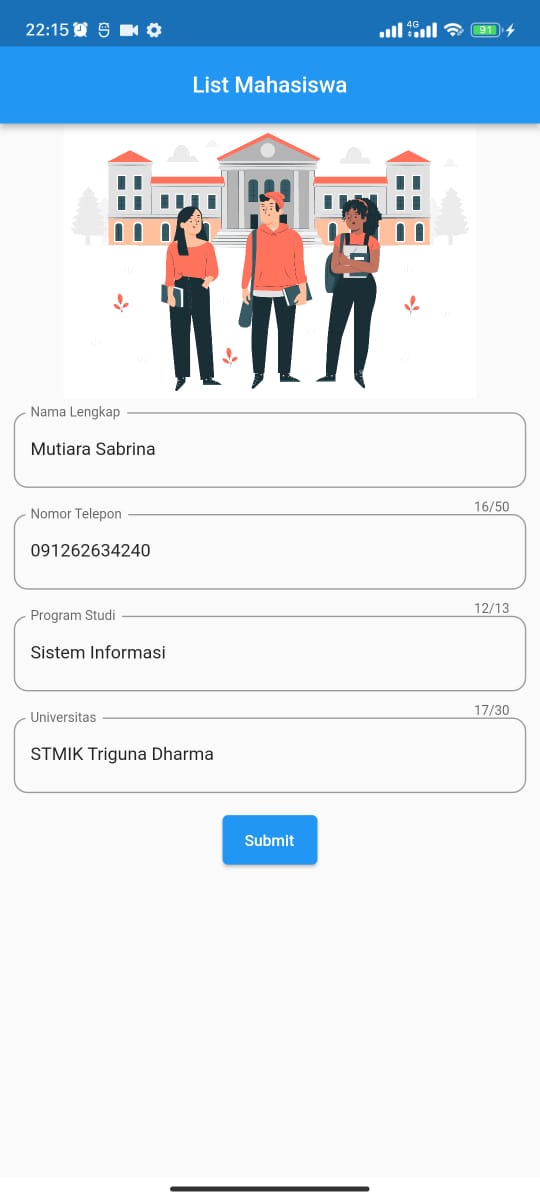 22:15
4G
91
List Mahasiswa
Nama Lengkap
Mutiara Sabrina
16/50
Nomor Telepon
091262634240
12/13
Program Studi
Sistem Informasi
17/30
Universitas
STMIK Triguna Dharma
Submit